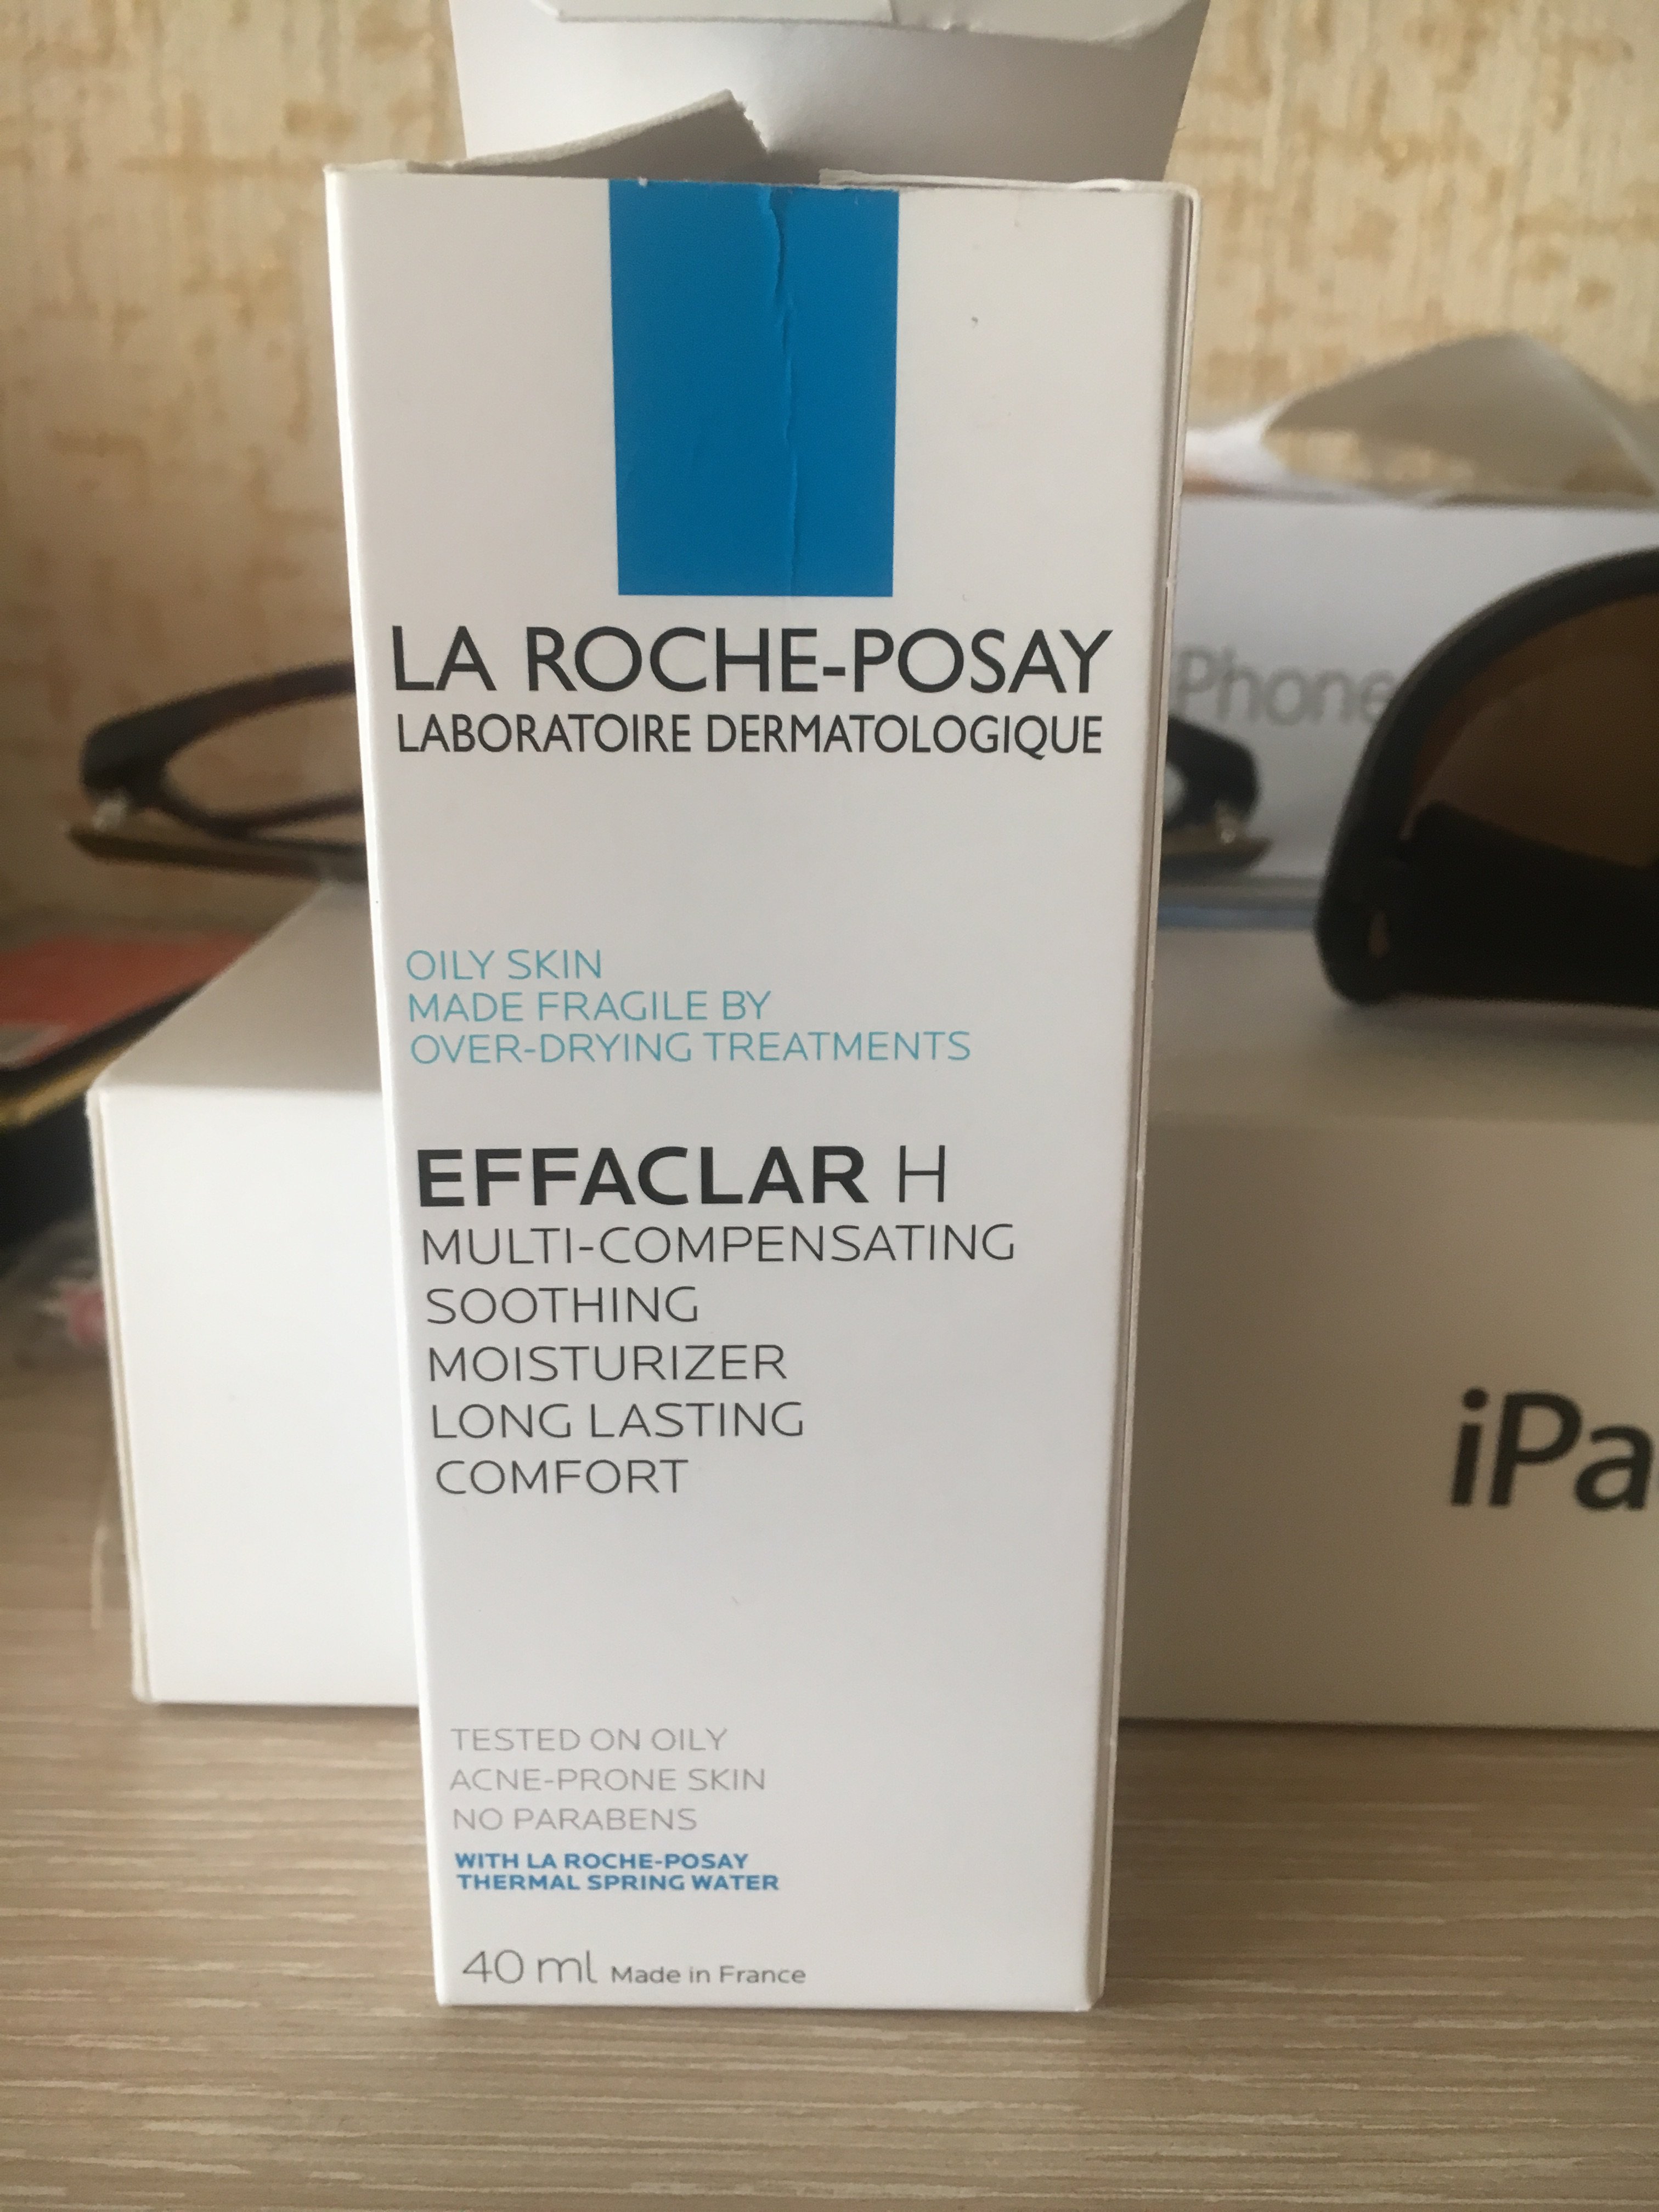 LA ROCHE-POSAY
LABORATOIRE DERMATOLOGIQUE
OILY SKIN
MADE FRAGILE BY
OVER-DRYING TREATMENTS
EFFACLAR H
MULTI-COMPENSATING
SOOTHING
MOISTURIZER
LONG LASTING
COMFORT
TESTED ON OILY
ACNE-PRONE SKIN
NO PARABENS
WITH LA ROCHE-POSAY
THERMAL SPRING WATER
40 ml Made in France
Phone
iPa